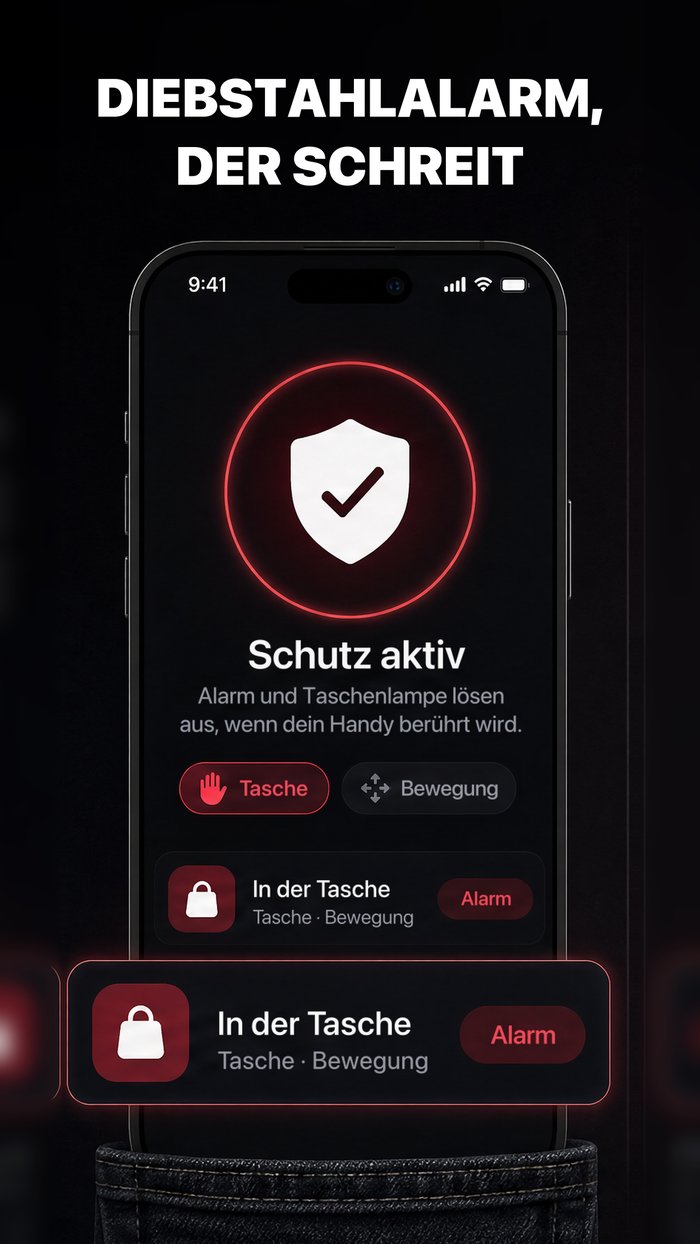 DIEBSTAHLALARM,
DER SCHREIT
9:41
Schutz aktiv
Alarm und Taschenlampe lösen
aus, wenn dein Handy berührt wird.
Tasche
Bewegung
In der Tasche
Tasche · Bewegung
Alarm
In der Tasche
Tasche · Bewegung
Alarm